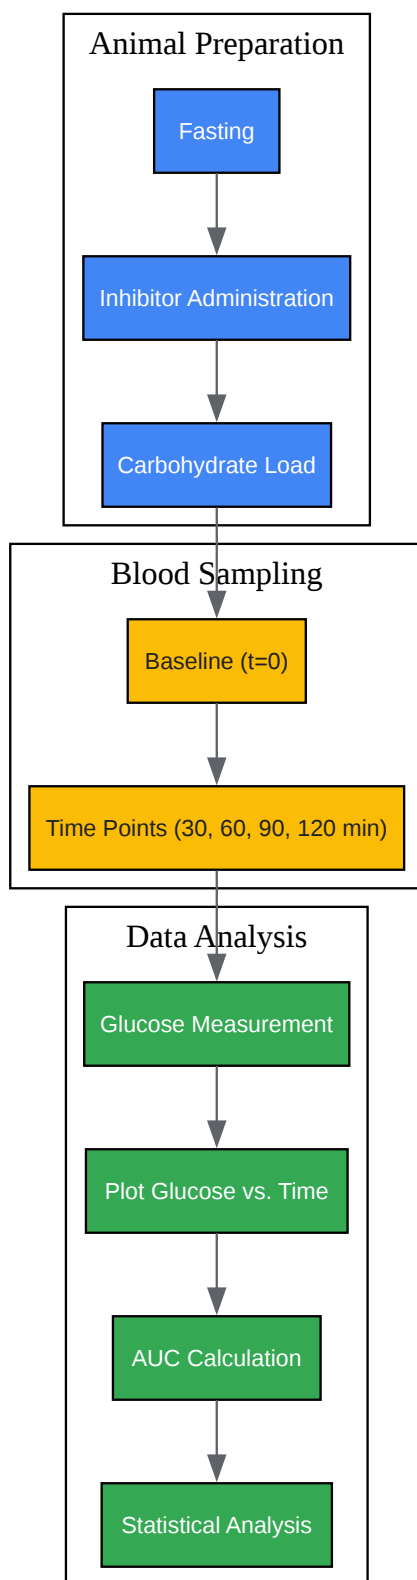 Animal Preparation
Fasting
Inhibitor Administration
Carbohydrate Load
Blood Sampling
Baseline (t=0)
Time Points (30, 60, 90, 120 min)
Data Analysis
Glucose Measurement
Plot Glucose vs. Time
AUC Calculation
Statistical Analysis